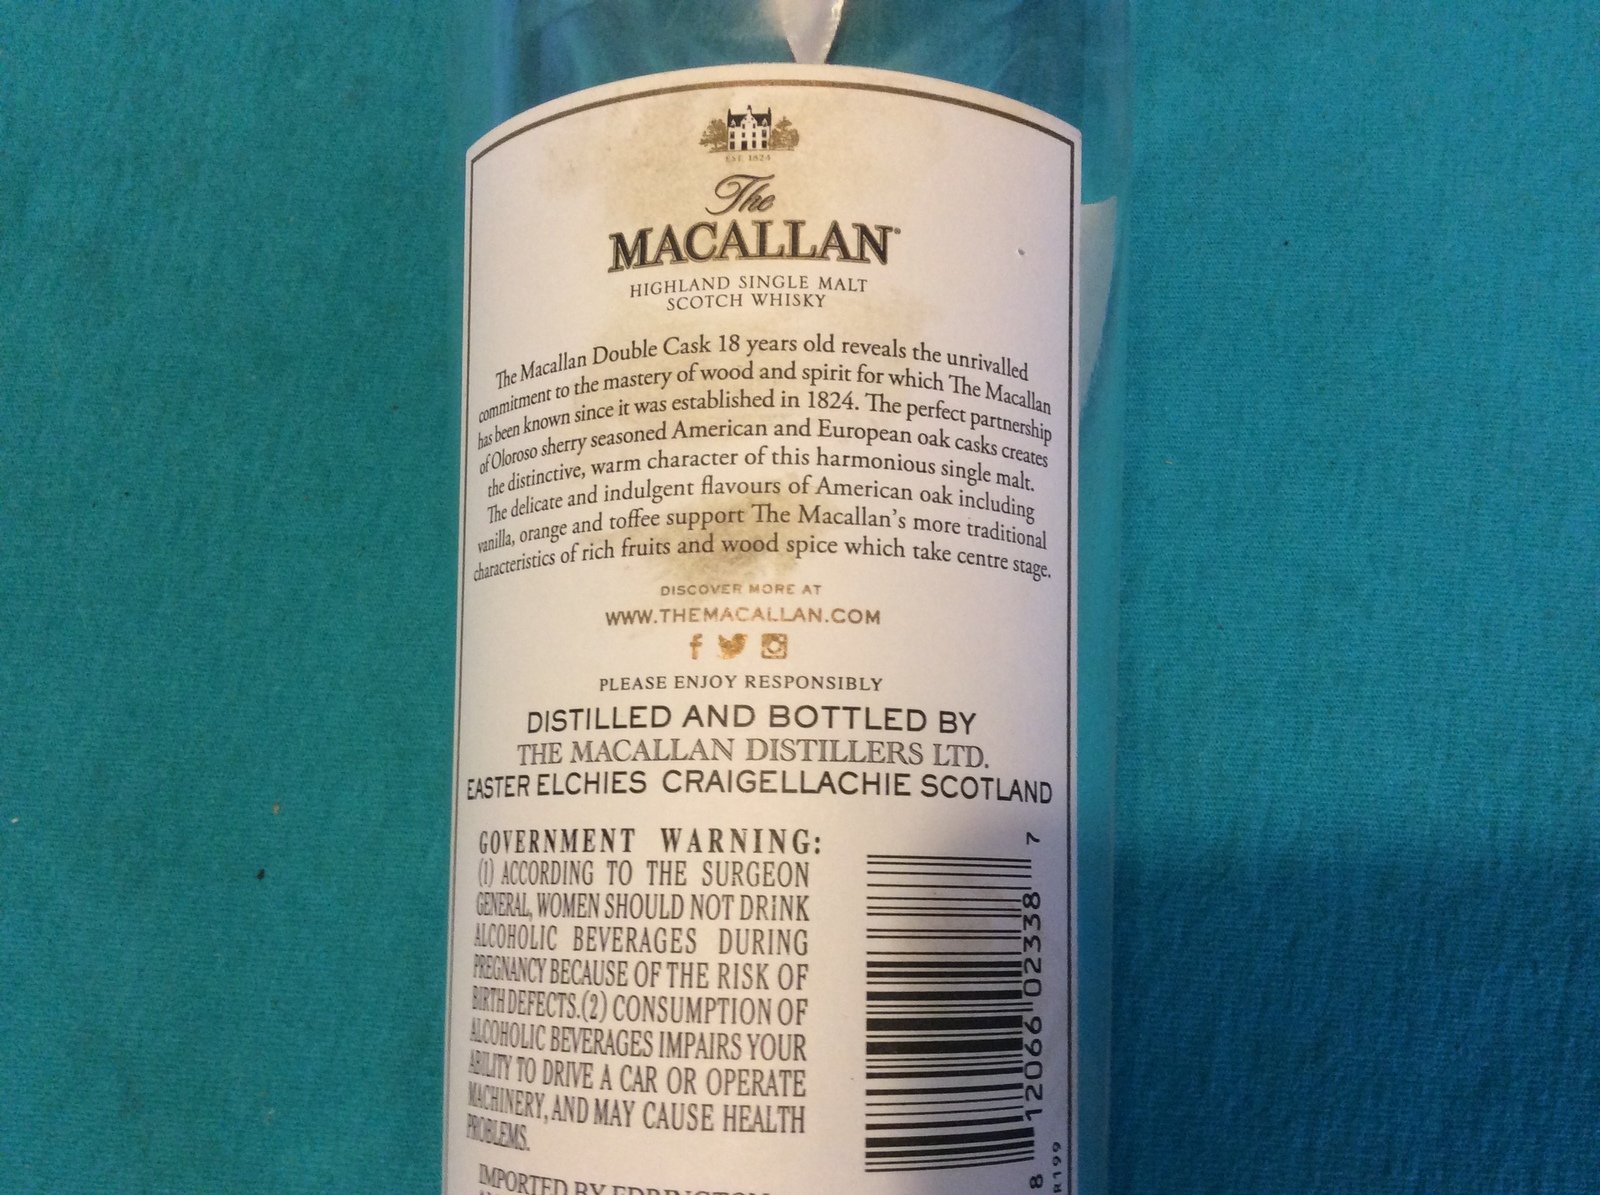 EST. 1824
The
MACALLAN®
HIGHLAND SINGLE MALT
SCOTCH WHISKY
The Macallan Double Cask 18 years old reveals the unrivalled
commitment to the mastery of wood and spirit for which The Macallan
has been known since it was established in 1824. The perfect partnership
of Oloroso sherry seasoned American and European oak casks creates
the distinctive, warm character of this harmonious single malt.
The delicate and indulgent flavours of American oak including
vanilla, orange and toffee support The Macallan's more traditional
characteristics of rich fruits and wood spice which take centre stage.
DISCOVER MORE AT
WWW.THEMACALLAN.COM
PLEASE ENJOY RESPONSIBLY
DISTILLED AND BOTTLED BY
THE MACALLAN DISTILLERS LTD.
EASTER ELCHIES CRAIGELLACHIE SCOTLAND
GOVERNMENT WARNING:
(1) ACCORDING TO THE SURGEON
GENERAL, WOMEN SHOULD NOT DRINK
ALCOHOLIC BEVERAGES DURING
PREGNANCY BECAUSE OF THE RISK OF
BIRTH DEFECTS.(2) CONSUMPTION OF
ALCOHOLIC BEVERAGES IMPAIRS YOUR
ABILITY TO DRIVE A CAR OR OPERATE
MACHINERY, AND MAY CAUSE HEALTH
PROBLEMS.
IMPORTED BY EDRINGTON
8 12066 02338 7
R199